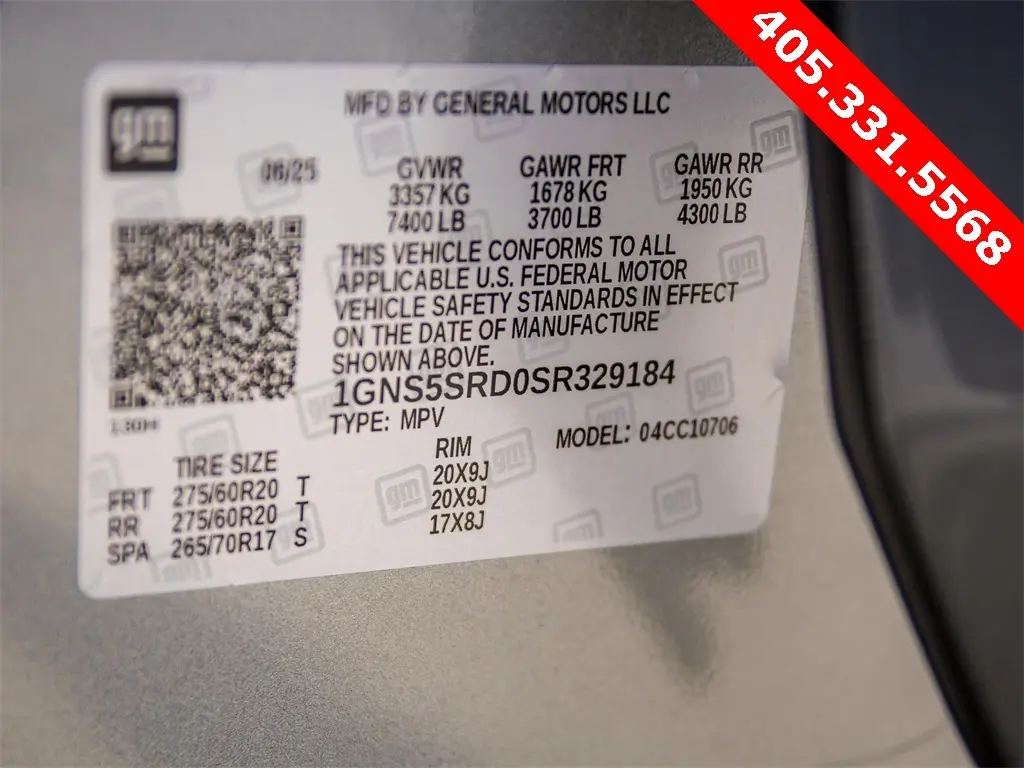 405.331.5568
gm
MFD BY GENERAL MOTORS LLC
06/25 GVWR GAWR FRT GAWR RR
3357 KG 1678 KG 1950 KG
7400 LB 3700 LB 4300 LB
THIS VEHICLE CONFORMS TO ALL
APPLICABLE U.S. FEDERAL MOTOR
VEHICLE SAFETY STANDARDS IN EFFECT
ON THE DATE OF MANUFACTURE
SHOWN ABOVE.
1GNS5SRD0SR329184
TYPE: MPV
MODEL: 04CC10706
TIRE SIZE RIM
FRT 275/60R20 T 20X9J
RR 275/60R20 T 20X9J
SPA 265/70R17 S 17X8J